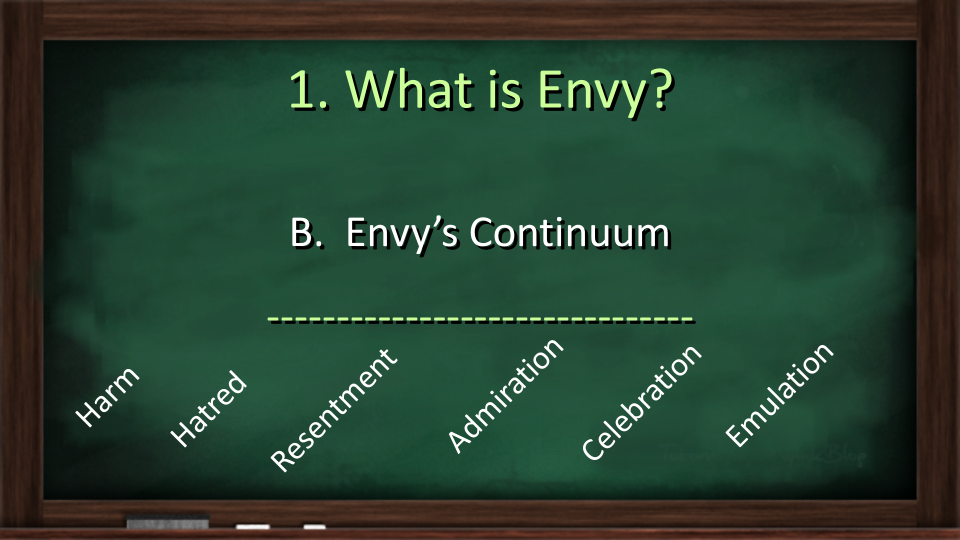 1. What is Envy?
B. Envy’s Continuum
--------------------------------
Harm
Hatred
Resentment
Admiration
Celebration
Emulation